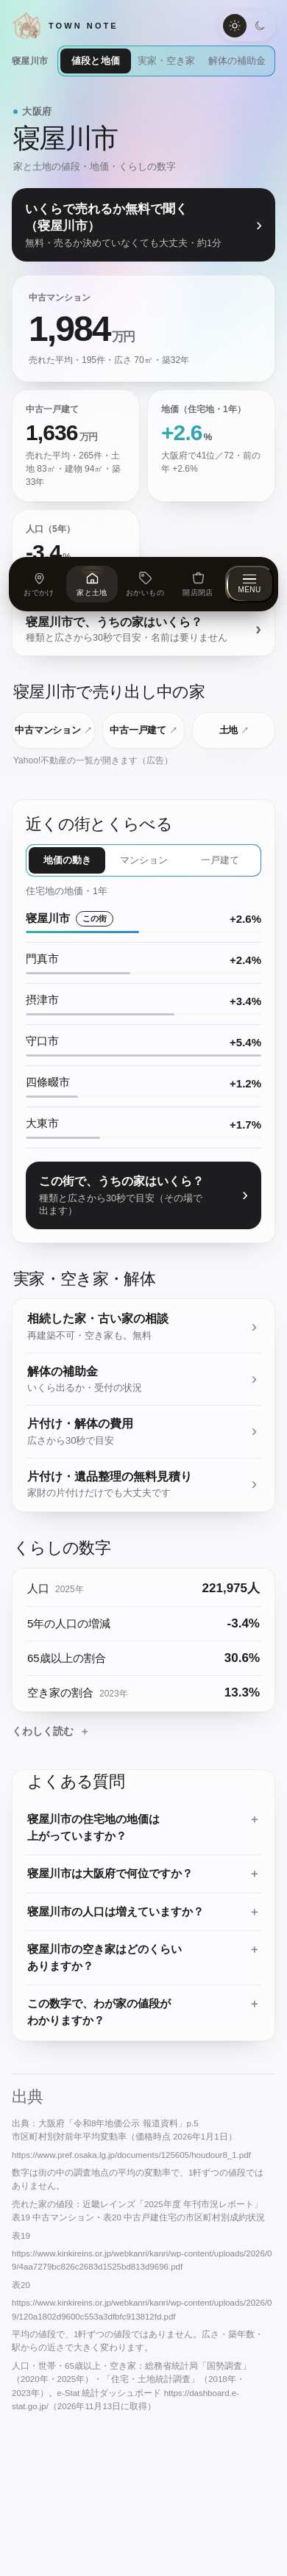 TOWN NOTE
寝屋川市
値段と地価
実家・空き家
解体の補助金
大阪府
寝屋川市
家と土地の値段・地価・くらしの数字
いくらで売れるか無料で聞く
（寝屋川市）
無料・売るか決めていなくても大丈夫・約1分
›
中古マンション
1,984万円
売れた平均・195件・広さ 70㎡・築32年
中古一戸建て
1,636万円
売れた平均・265件・土
地 83㎡・建物 94㎡・築
33年
地価（住宅地・1年）
+2.6%
大阪府で41位／72・前の
年 +2.6%
人口（5年）
-3.4%
おでかけ
家と土地
おかいもの
開店閉店
MENU
寝屋川市で、うちの家はいくら？
種類と広さから30秒で目安・名前は要りません
›
寝屋川市で売り出し中の家
中古マンション ↗
中古一戸建て ↗
土地 ↗
Yahoo!不動産の一覧が開きます（広告）
近くの街とくらべる
地価の動き
マンション
一戸建て
住宅地の地価・1年
寝屋川市 この街 +2.6%
門真市 +2.4%
摂津市 +3.4%
守口市 +5.4%
四條畷市 +1.2%
大東市 +1.7%
この街で、うちの家はいくら？
種類と広さから30秒で目安（その場で
出ます）
›
実家・空き家・解体
相続した家・古い家の相談
再建築不可・空き家も。無料
›
解体の補助金
いくら出るか・受付の状況
›
片付け・解体の費用
広さから30秒で目安
›
片付け・遺品整理の無料見積り
家財の片付けだけでも大丈夫です
›
くらしの数字
人口 2025年 221,975人
5年の人口の増減 -3.4%
65歳以上の割合 30.6%
空き家の割合 2023年 13.3%
くわしく読む ＋
よくある質問
寝屋川市の住宅地の地価は
上がっていますか？
＋
寝屋川市は大阪府で何位ですか？ ＋
寝屋川市の人口は増えていますか？ ＋
寝屋川市の空き家はどのくらい
ありますか？
＋
この数字で、わが家の値段が
わかりますか？
＋
出典
出典：大阪府「令和8年地価公示 報道資料」p.5
市区町村別対前年平均変動率（価格時点 2026年1月1日）
https://www.pref.osaka.lg.jp/documents/125605/houdour8_1.pdf
数字は街の中の調査地点の平均の変動率で、1軒ずつの値段では
ありません。
売れた家の値段：近畿レインズ「2025年度 年刊市況レポート」
表19 中古マンション・表20 中古戸建住宅の市区町村別成約状況
表19
https://www.kinkireins.or.jp/webkanri/kanri/wp-content/uploads/2026/0
9/4aa7279bc826c2683d1525bd813d9696.pdf
表20
https://www.kinkireins.or.jp/webkanri/kanri/wp-content/uploads/2026/0
9/120a1802d9600c553a3dfbfc913812fd.pdf
平均の値段で、1軒ずつの値段ではありません。広さ・築年数・
駅からの近さで大きく変わります。
人口・世帯・65歳以上・空き家：総務省統計局「国勢調査」
（2020年・2025年）・「住宅・土地統計調査」（2018年・
2023年）。e-Stat 統計ダッシュボード https://dashboard.e-
stat.go.jp/（2026年11月13日に取得）